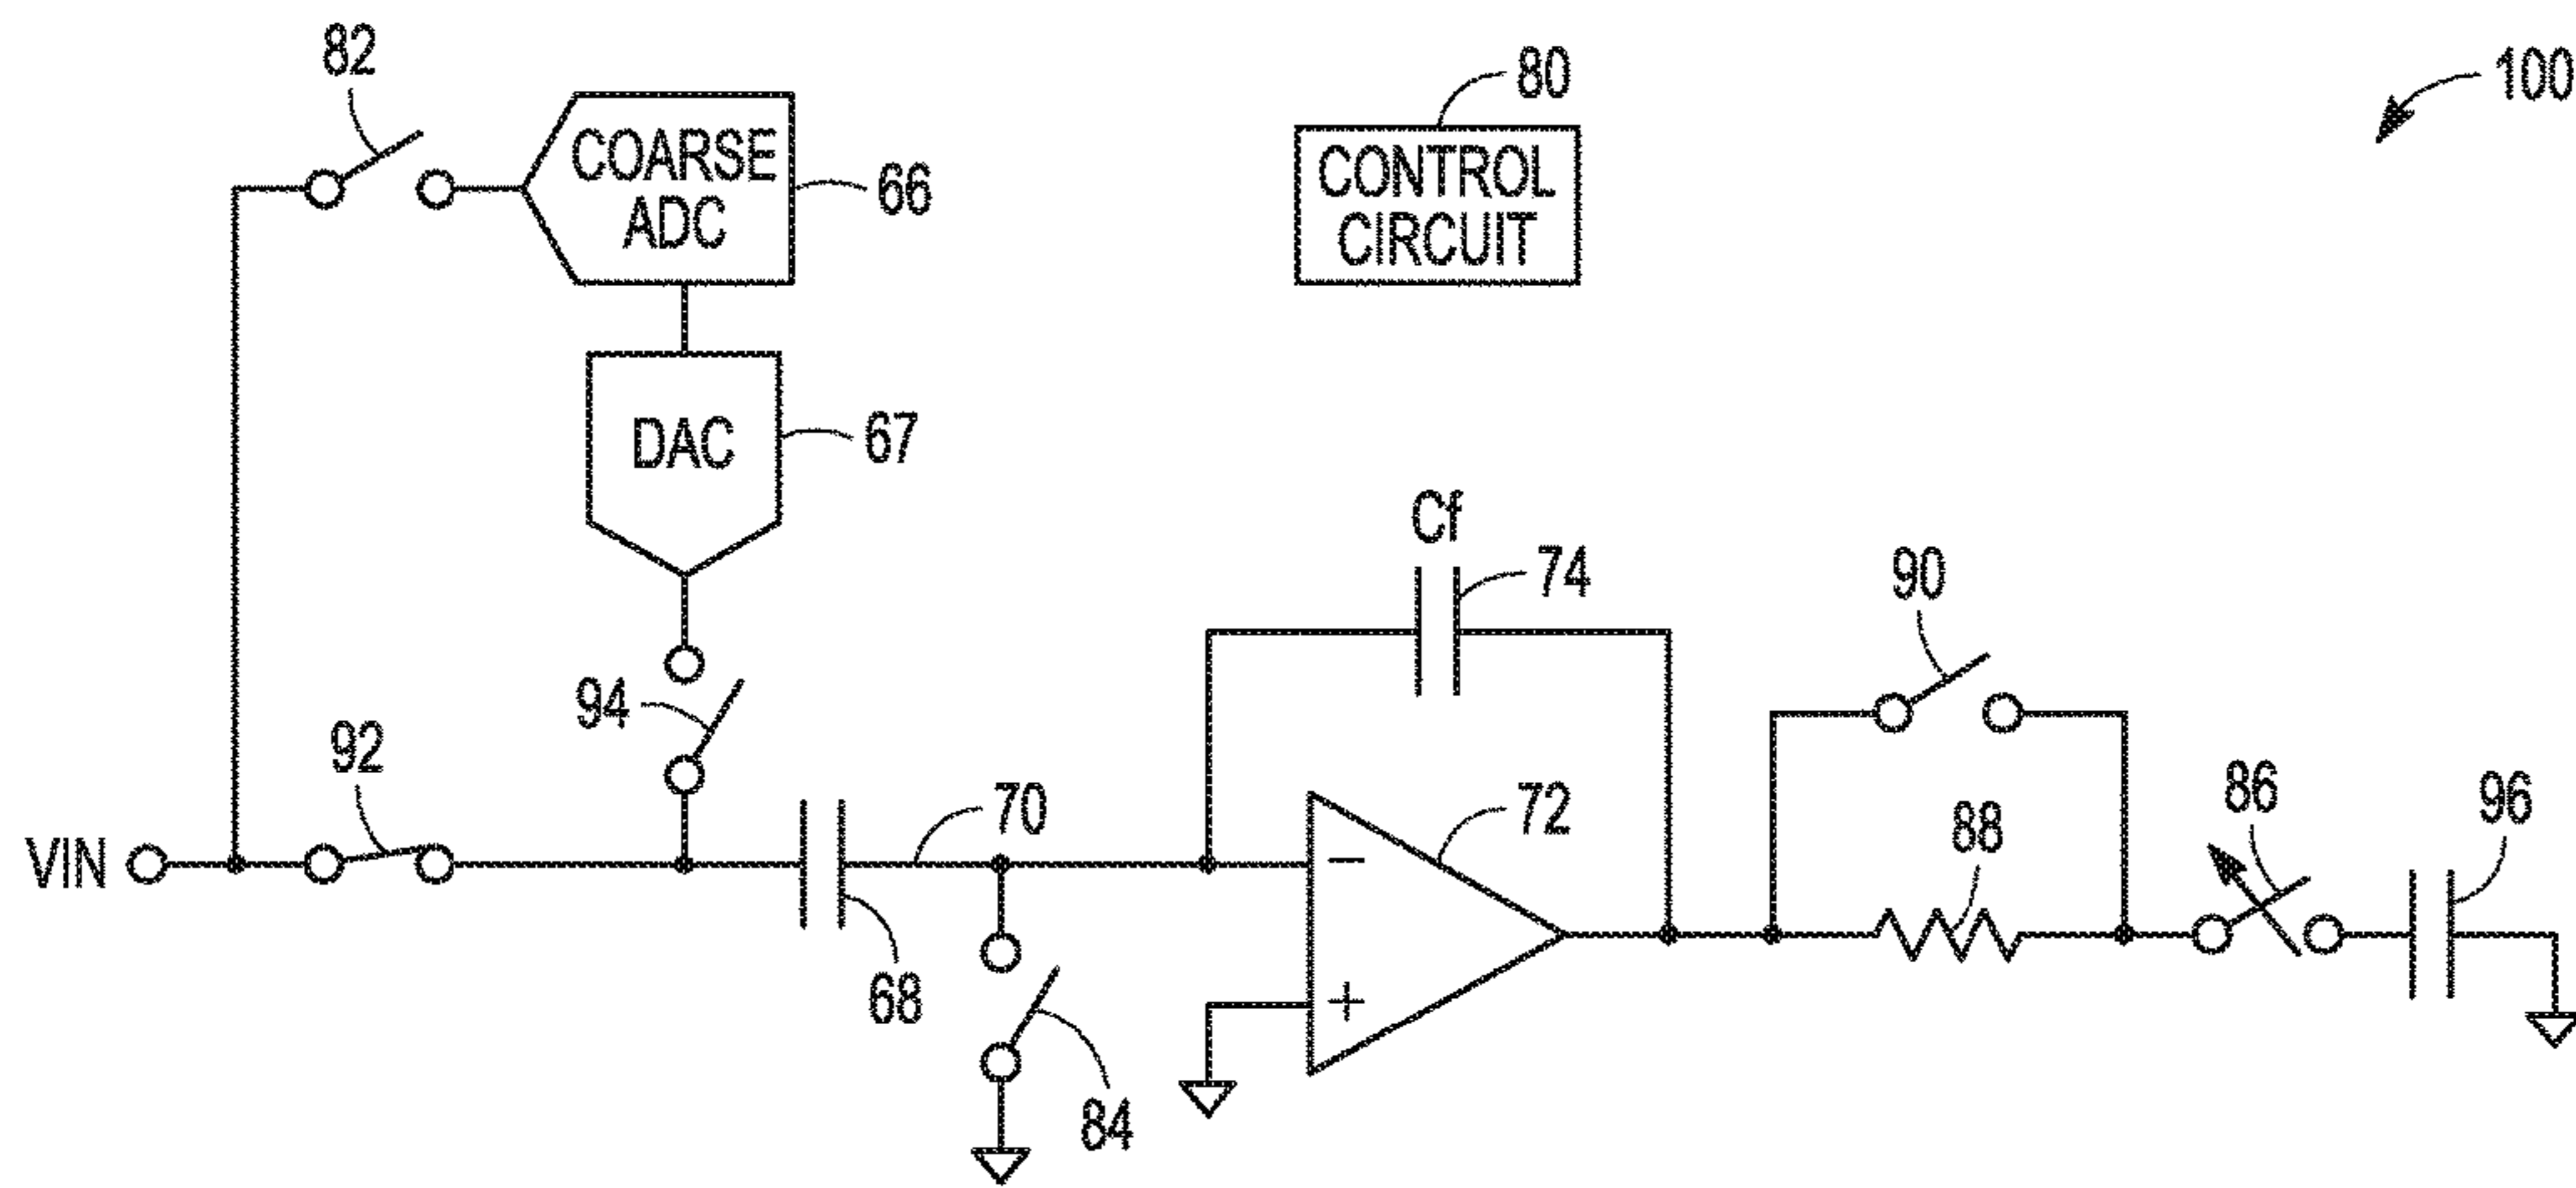 82
80
100
COARSE
ADC
66
CONTROL
CIRCUIT
DAC
67
Cf
74
90
94
92
70
72
88
86
96
VIN
−
68
+
84